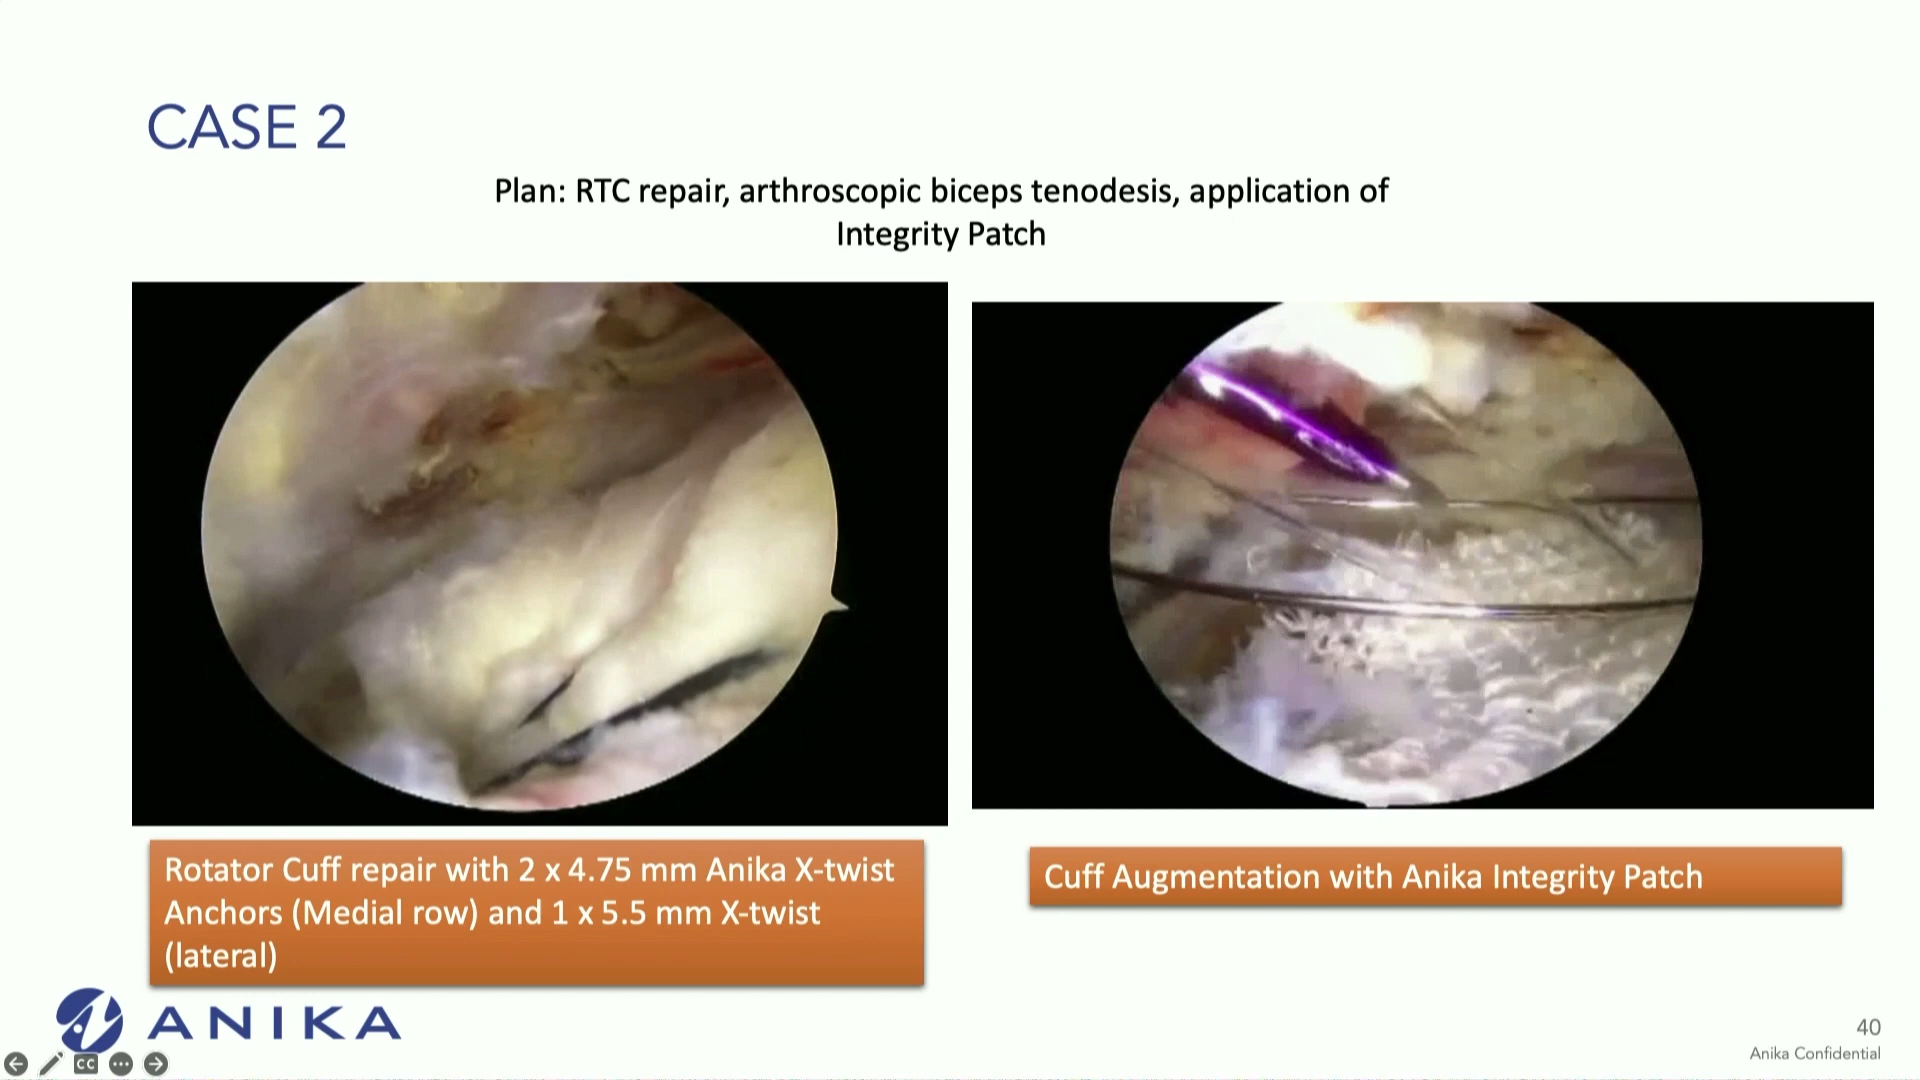 CASE 2
Plan: RTC repair, arthroscopic biceps tenodesis, application of
Integrity Patch
Rotator Cuff repair with 2 x 4.75 mm Anika X-twist
Anchors (Medial row) and 1 x 5.5 mm X-twist
(lateral)
Cuff Augmentation with Anika Integrity Patch
ANIKA
CC
40
Anika Confidential